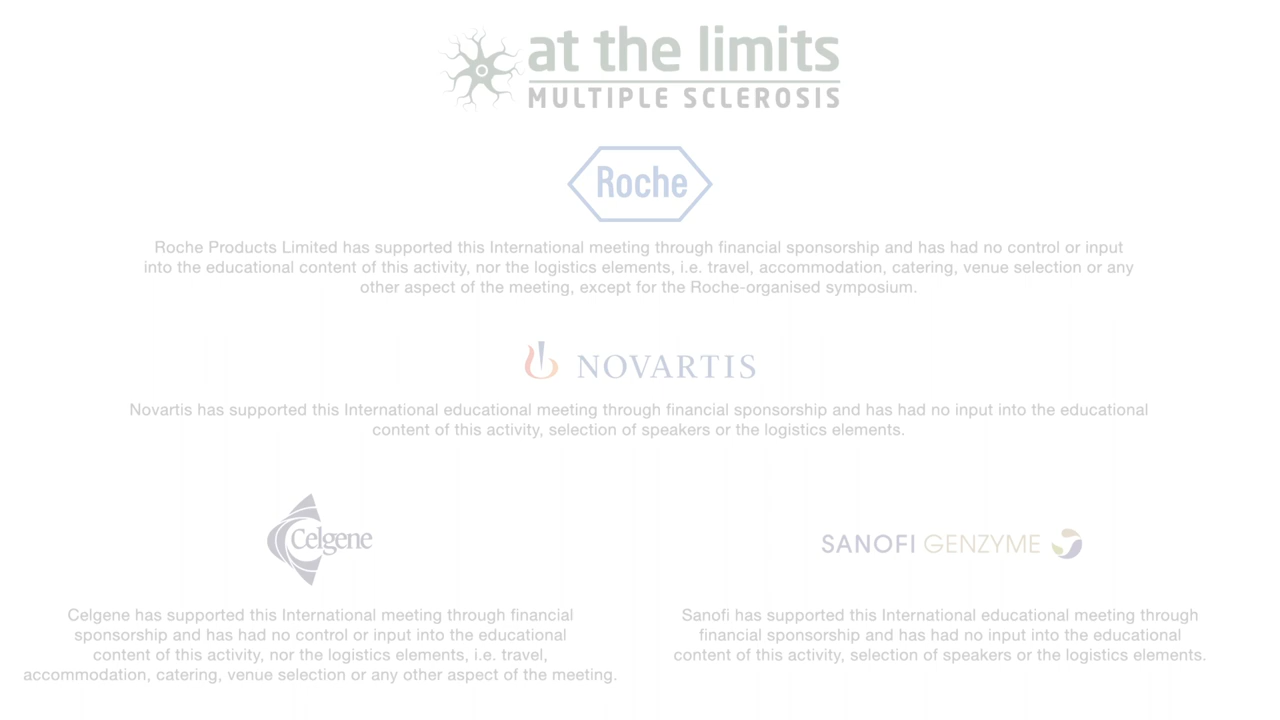 at the limits
MULTIPLE SCLEROSIS
Roche
Roche Products Limited has supported this International meeting through financial sponsorship and has had no control or input
into the educational content of this activity, nor the logistics elements, i.e. travel, accommodation, catering, venue selection or any
other aspect of the meeting, except for the Roche-organised symposium.
NOVARTIS
Novartis has supported this International educational meeting through financial sponsorship and has had no input into the educational
content of this activity, selection of speakers or the logistics elements.
Celgene
Celgene has supported this International meeting through financial
sponsorship and has had no control or input into the educational
content of this activity, nor the logistics elements, i.e. travel,
accommodation, catering, venue selection or any other aspect of the meeting.
SANOFI GENZYME
Sanofi has supported this International educational meeting through
financial sponsorship and has had no input into the educational
content of this activity, selection of speakers or the logistics elements.